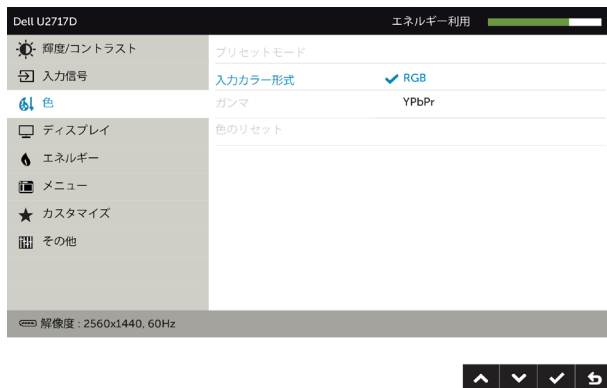 Dell U2717D
エネルギー利用
輝度/コントラスト
プリセットモード
入力信号
入力カラー形式
RGB
色
ガンマ
YPbPr
ディスプレイ
色のリセット
エネルギー
メニュー
カスタマイズ
その他
解像度 : 2560x1440, 60Hz